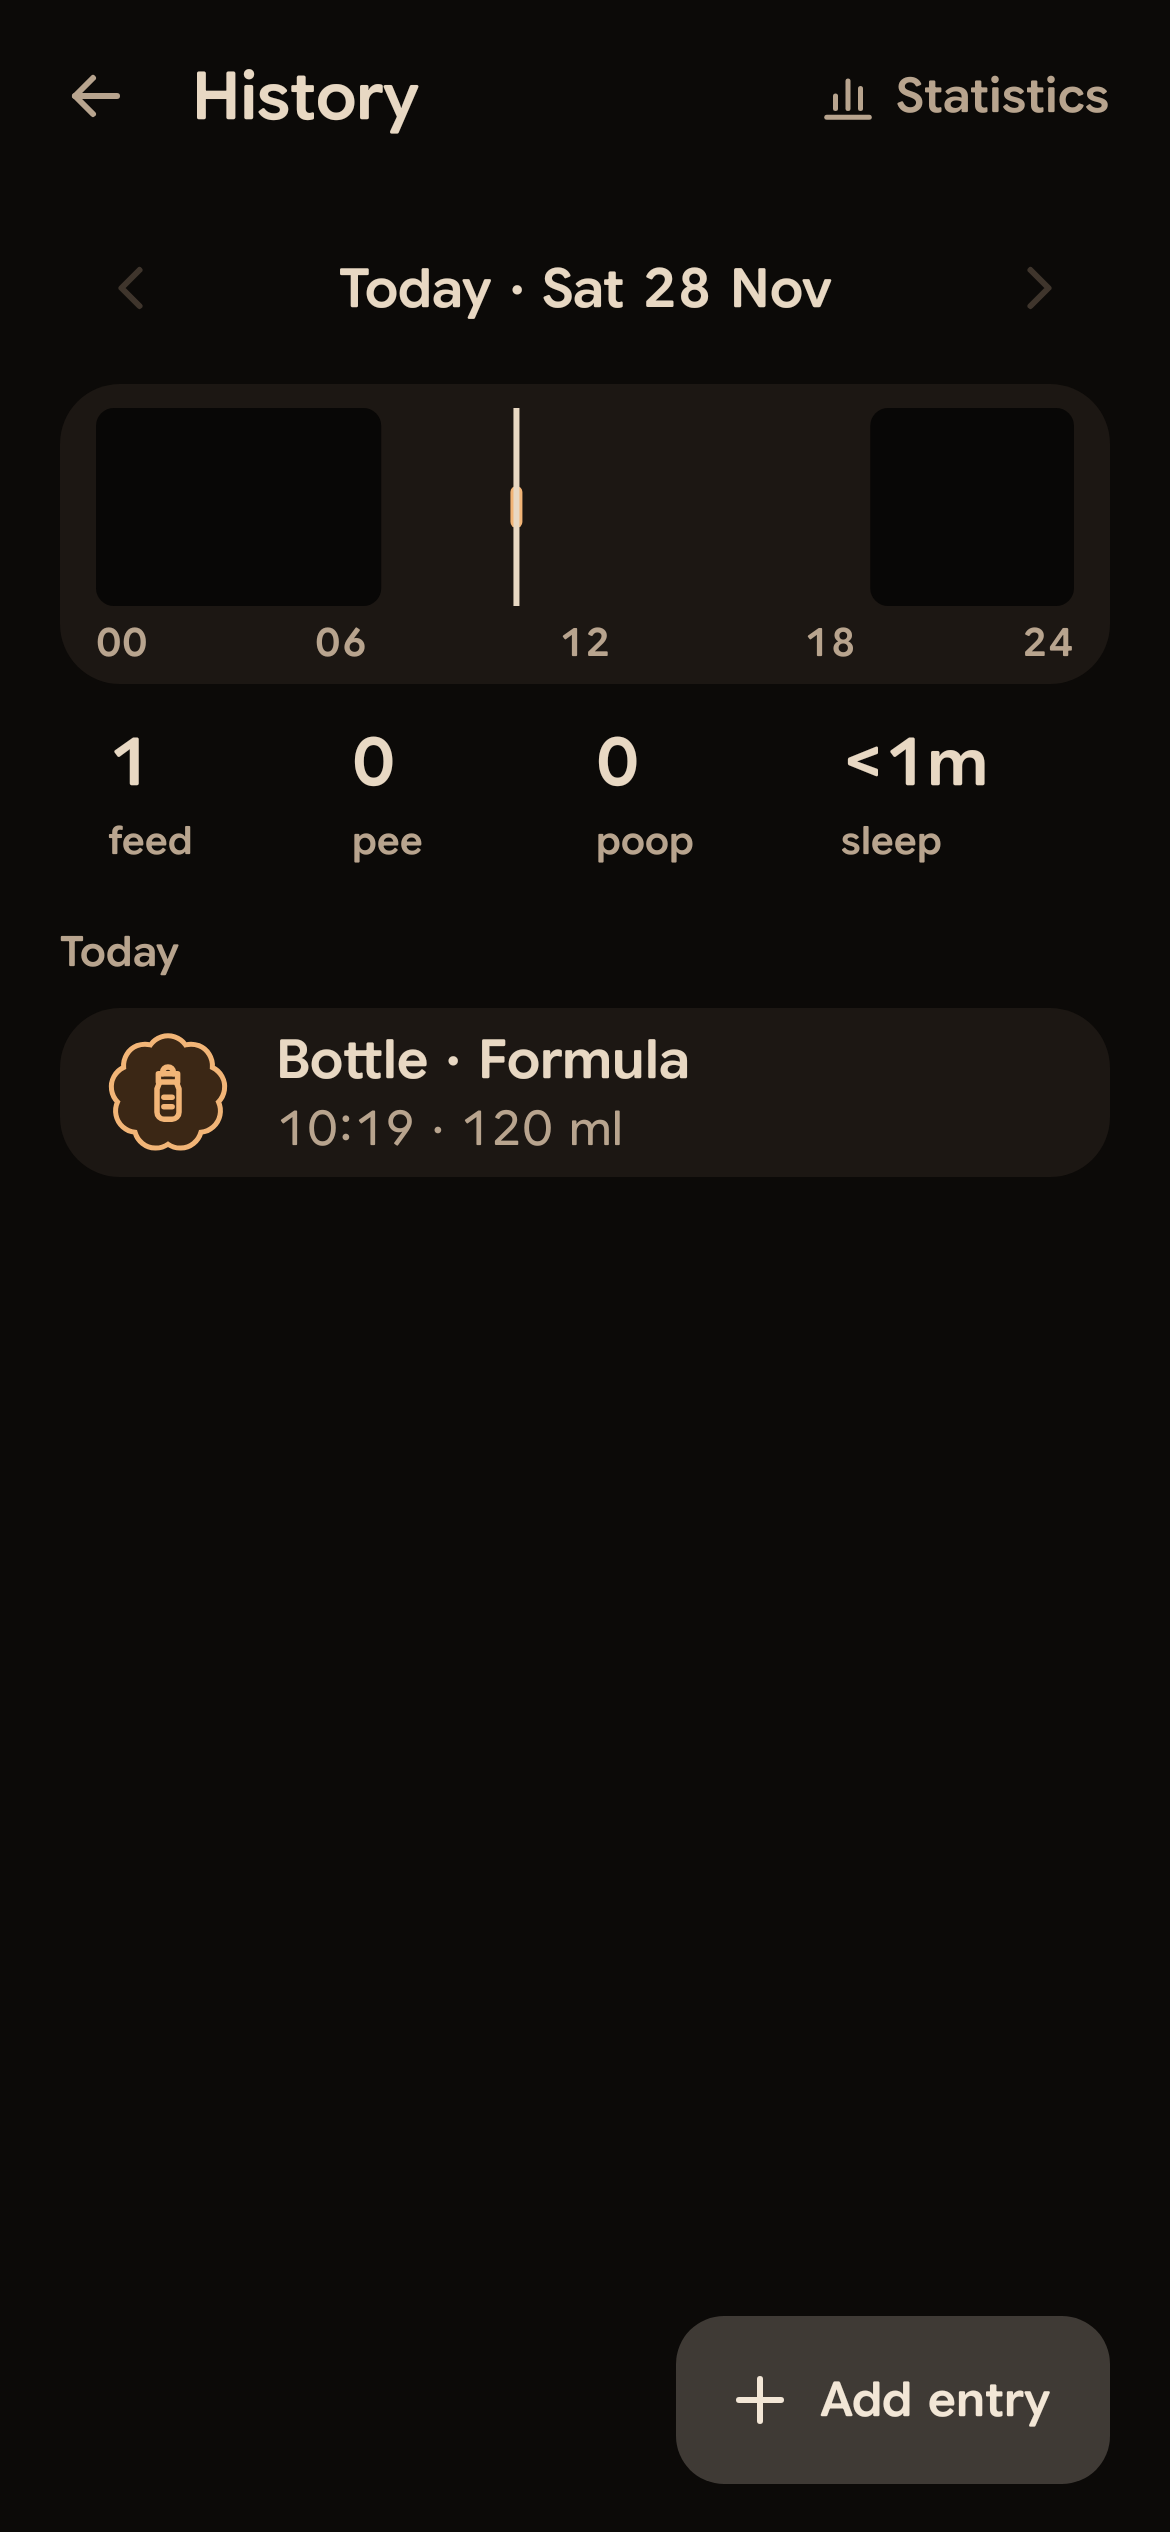 History
Statistics
Today · Sat 28 Nov
00 06 12 18 24
1 0 0 <1m
feed pee poop sleep
Today
Bottle · Formula
10:19 · 120 ml
Add entry